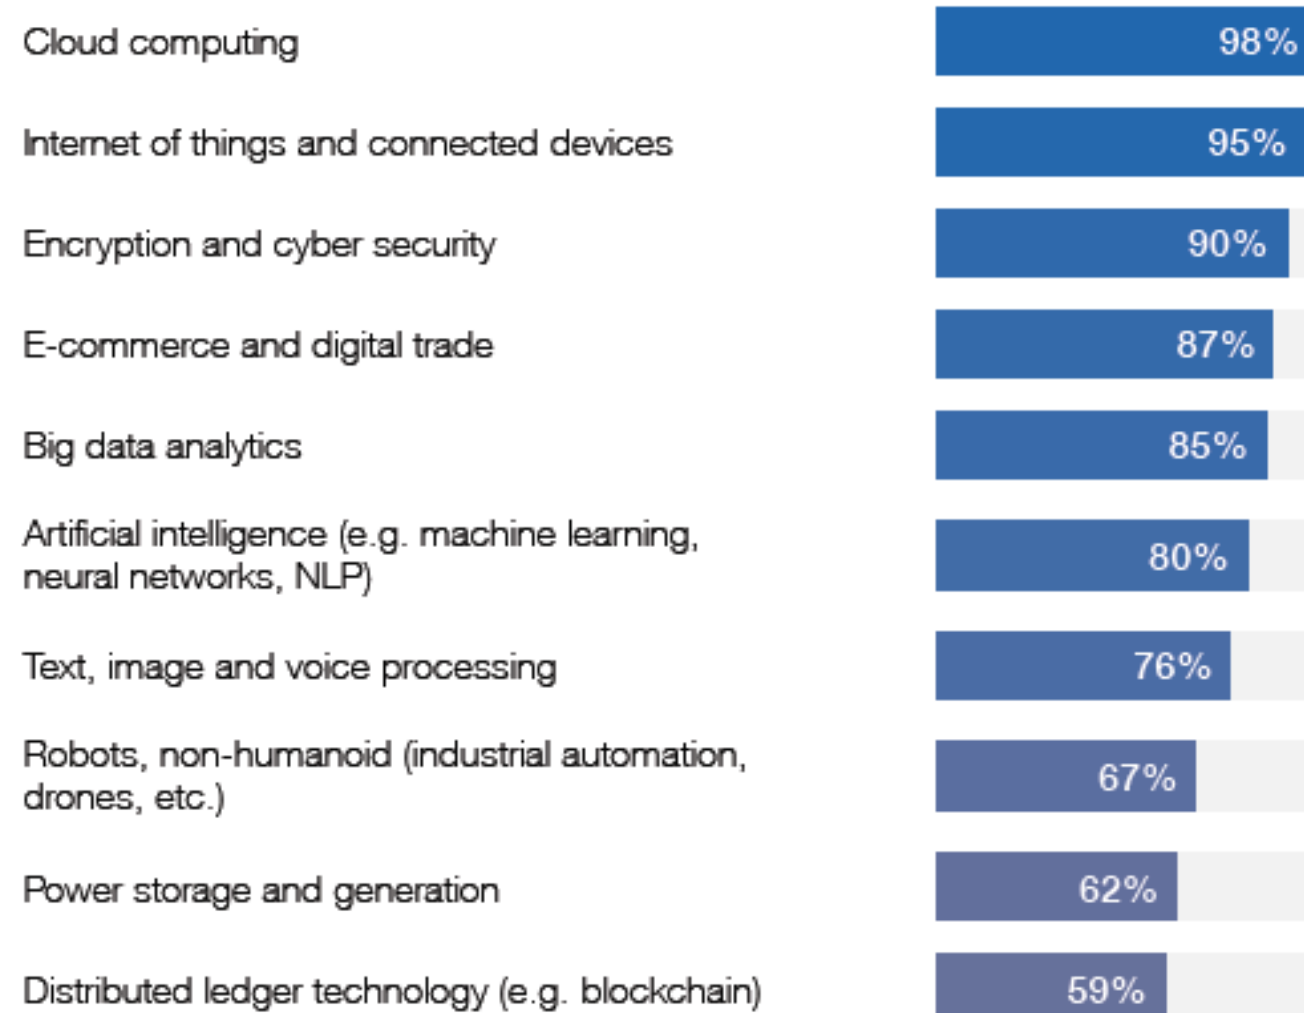 Cloud computing 98%
Internet of things and connected devices 95%
Encryption and cyber security 90%
E-commerce and digital trade 87%
Big data analytics 85%
Artificial intelligence (e.g. machine learning,
neural networks, NLP) 80%
Text, image and voice processing 76%
Robots, non-humanoid (industrial automation,
drones, etc.) 67%
Power storage and generation 62%
Distributed ledger technology (e.g. blockchain) 59%